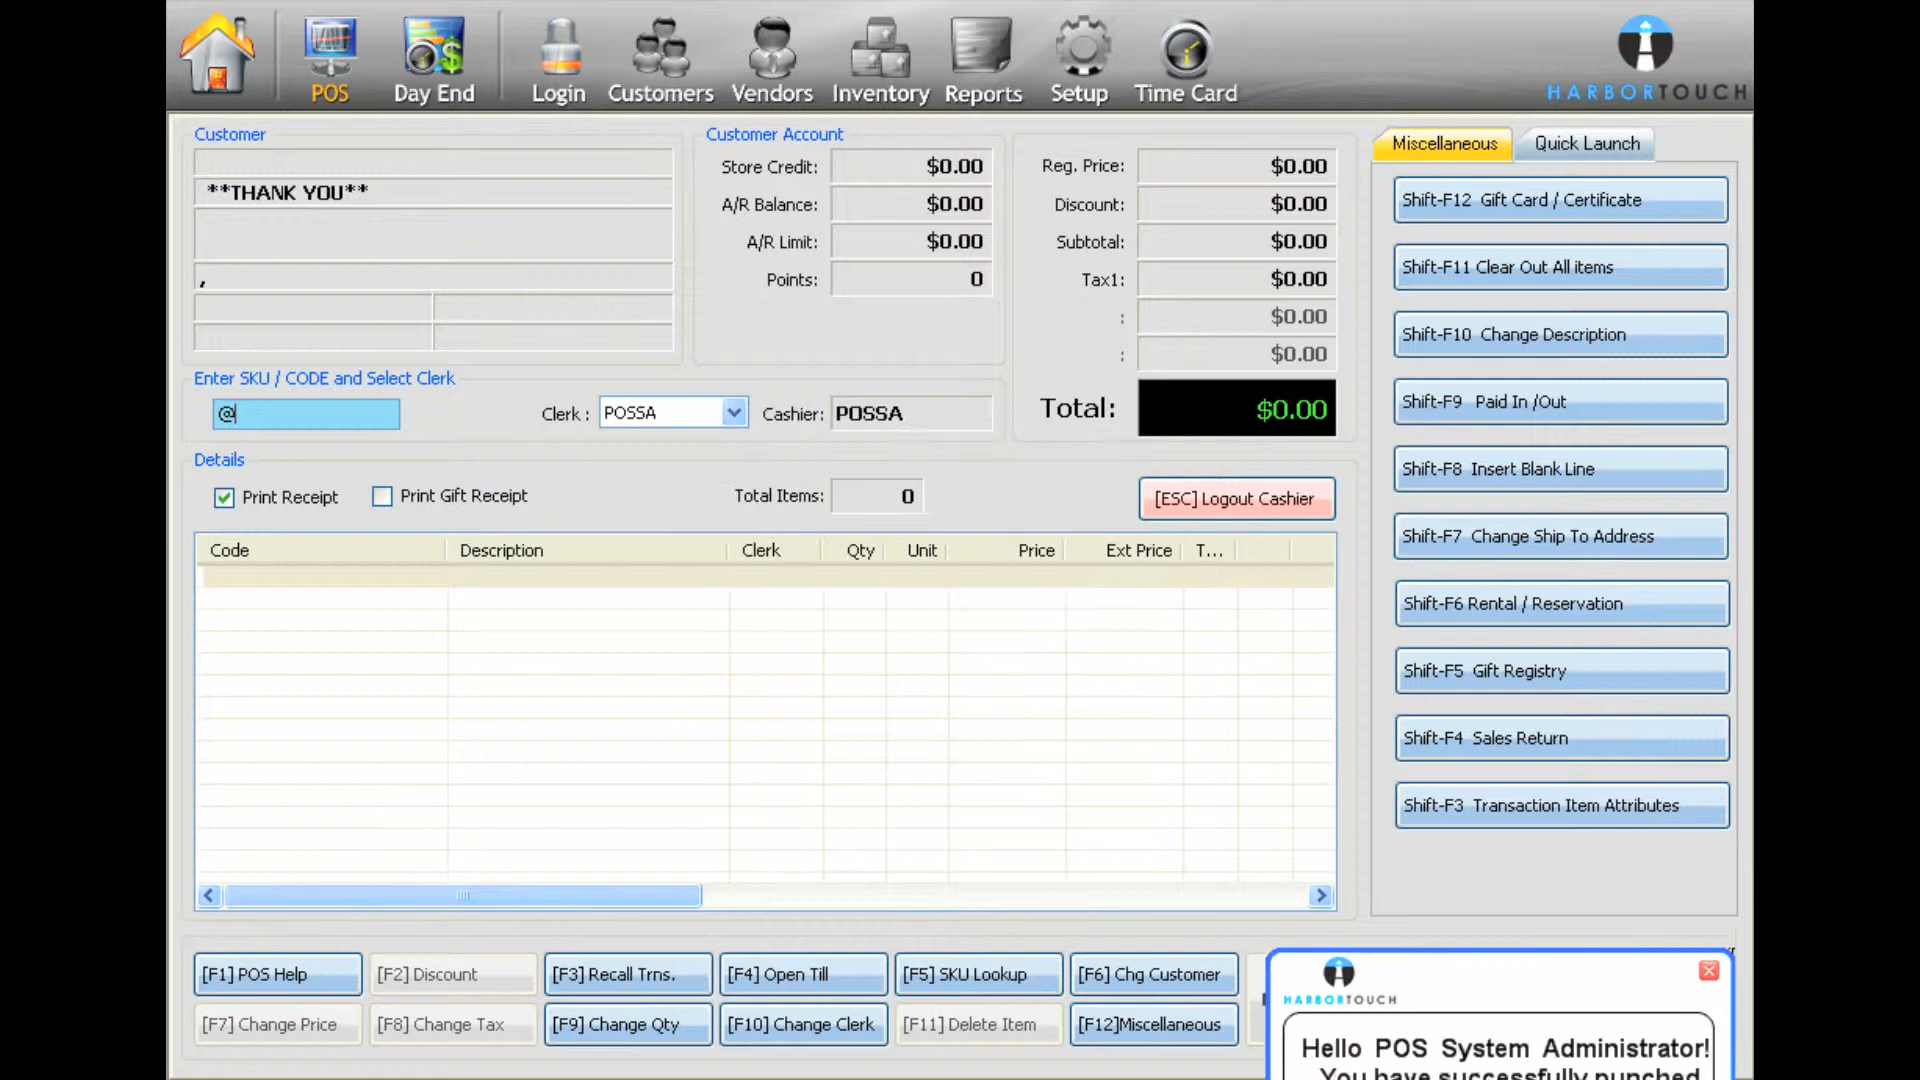 POS
Day End
Login
Customers
Vendors
Inventory
Reports
Setup
Time Card
HARBORTOUCH
Customer
**THANK YOU**
,
Customer Account
Store Credit: $0.00
A/R Balance: $0.00
A/R Limit: $0.00
Points: 0
Reg. Price: $0.00
Discount: $0.00
Subtotal: $0.00
Tax1: $0.00
: $0.00
: $0.00
Total: $0.00
Enter SKU / CODE and Select Clerk
@
Clerk : POSSA
Cashier: POSSA
Details
Print Receipt
Print Gift Receipt
Total Items: 0
[ESC] Logout Cashier
Code Description Clerk Qty Unit Price Ext Price T...
Miscellaneous
Quick Launch
Shift-F12 Gift Card / Certificate
Shift-F11 Clear Out All items
Shift-F10 Change Description
Shift-F9 Paid In /Out
Shift-F8 Insert Blank Line
Shift-F7 Change Ship To Address
Shift-F6 Rental / Reservation
Shift-F5 Gift Registry
Shift-F4 Sales Return
Shift-F3 Transaction Item Attributes
[F1] POS Help
[F2] Discount
[F3] Recall Trns.
[F4] Open Till
[F5] SKU Lookup
[F6] Chg Customer
[F7] Change Price
[F8] Change Tax
[F9] Change Qty
[F10] Change Clerk
[F11] Delete Item
[F12]Miscellaneous
HARBORTOUCH
Hello POS System Administrator!
You have successfully punched